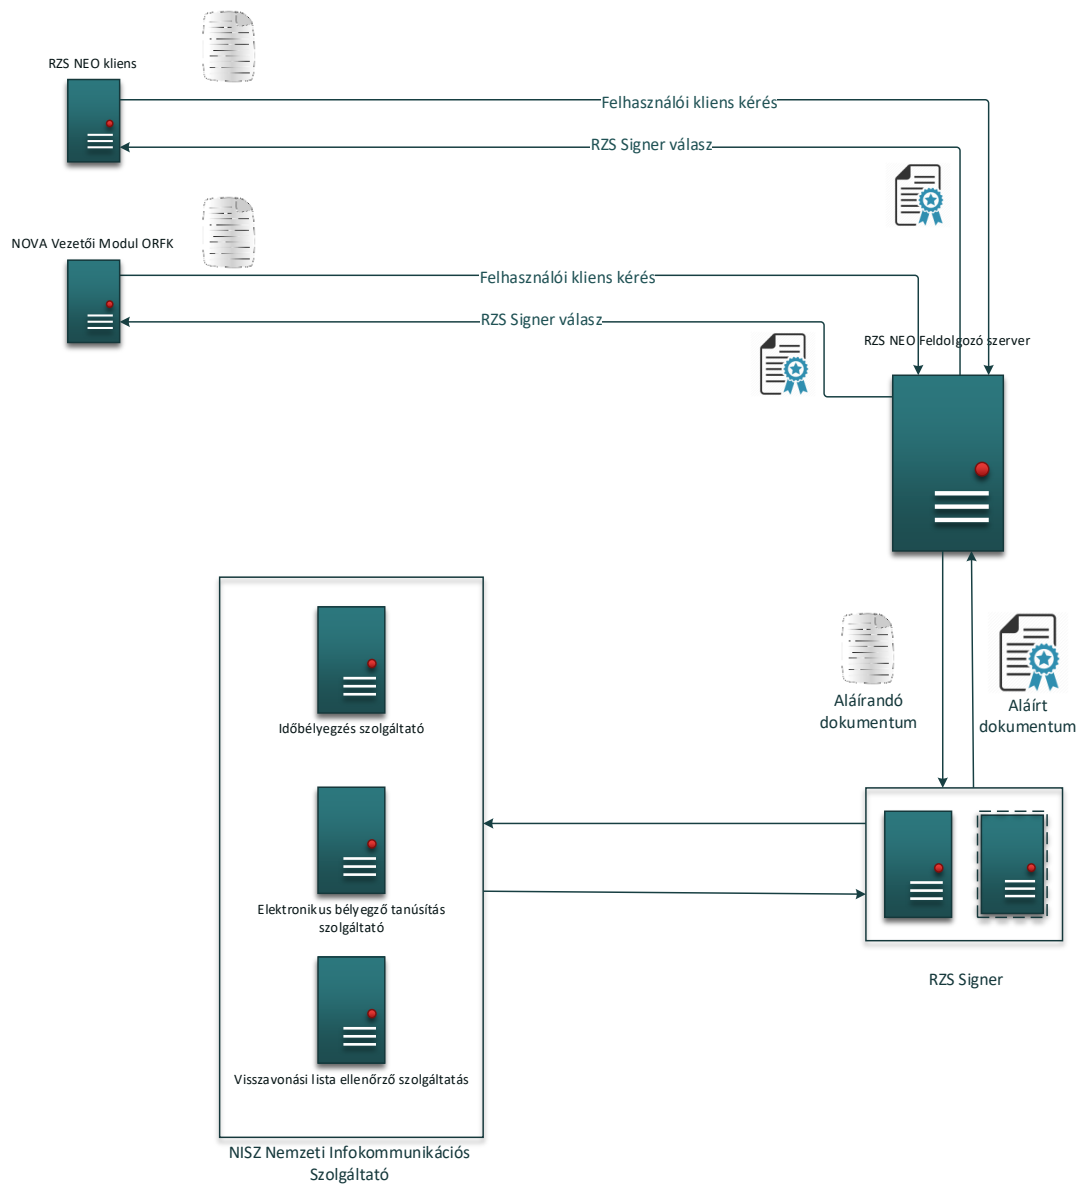 RZS NEO kliens
Felhasználói kliens kérés
RZS Signer válasz
NOVA Vezetői Modul ORFK
Felhasználói kliens kérés
RZS Signer válasz
RZS NEO Feldolgozó szerver
Aláírandó
dokumentum
Aláírt
dokumentum
Időbélyegzés szolgáltató
Elektronikus bélyegző tanúsítás
szolgáltató
Visszavonási lista ellenőrző szolgáltatás
RZS Signer
NISZ Nemzeti Infokommunikációs
Szolgáltató